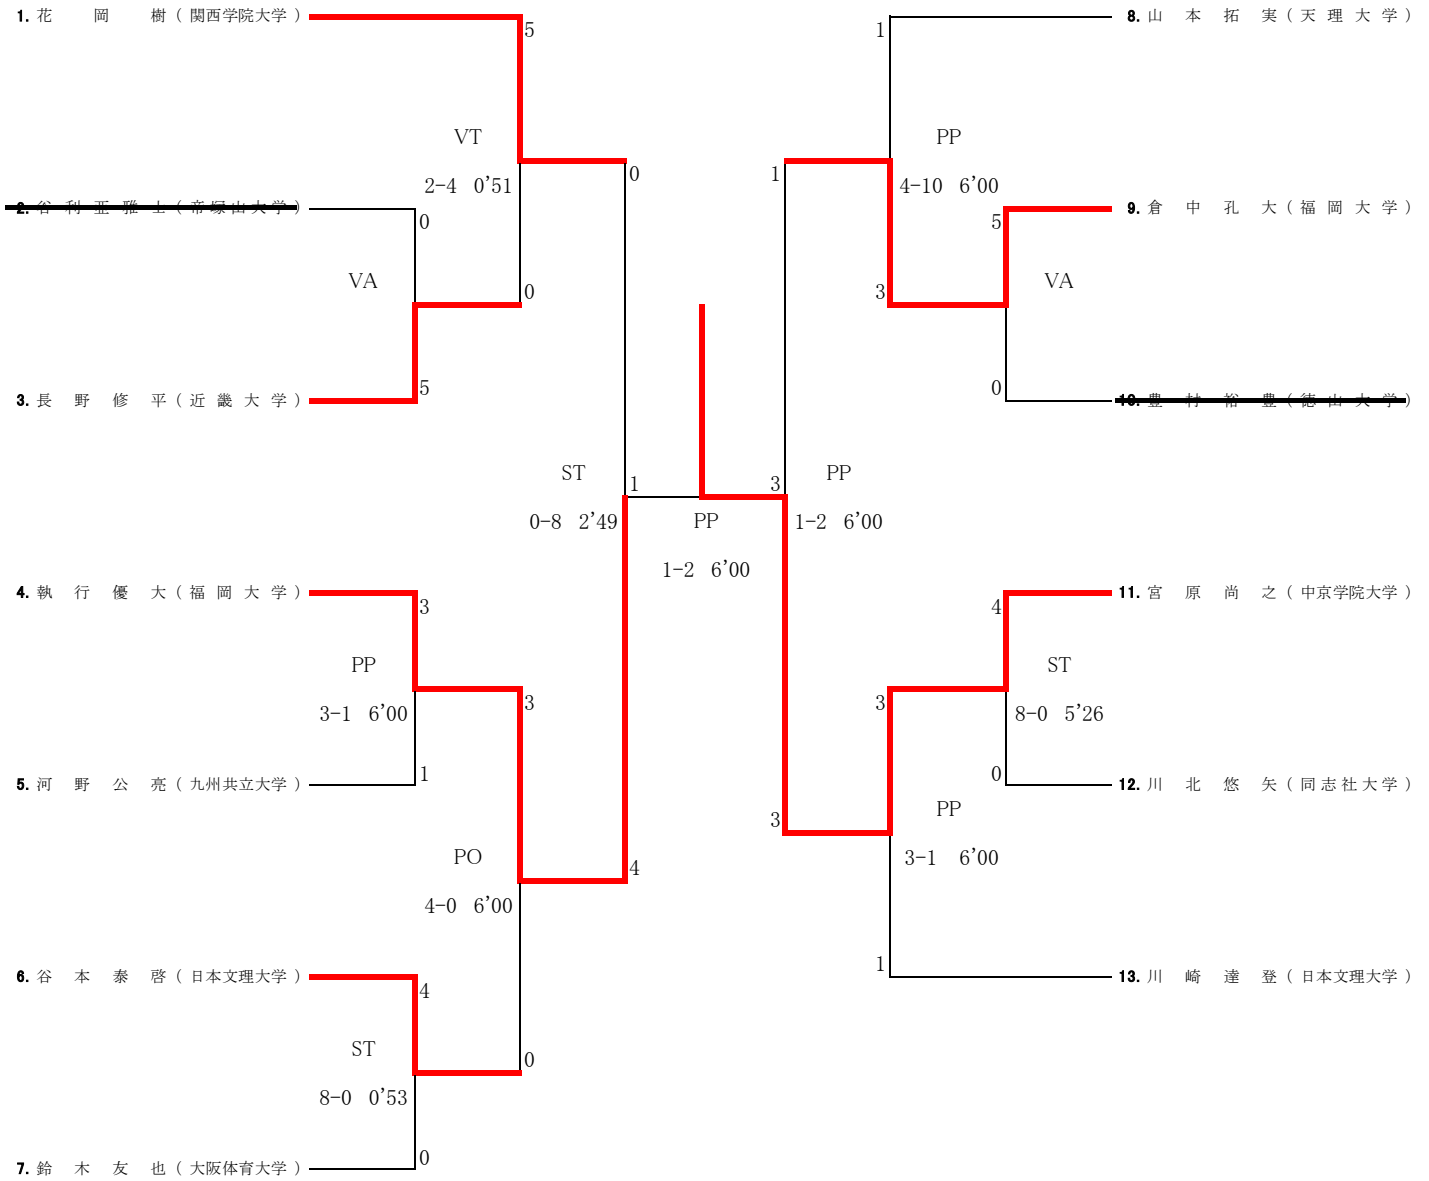 1. 花岡樹 ( 関西学院大学 )
5
VT
2-4 0’51
0
2. 谷利亜雅士 ( 帝塚山大学 )
0
VA
0
3. 長野修平 ( 近畿大学 )
5
ST
0-8 2’49
1
4. 執行優大 ( 福岡大学 )
3
PP
3-1 6’00
3
5. 河野公亮 ( 九州共立大学 )
1
PO
4-0 6’00
4
6. 谷本泰啓 ( 日本文理大学 )
4
ST
8-0 0’53
0
7. 鈴木友也 ( 大阪体育大学 )
0
PP
1-2 6’00
8. 山本拓実 ( 天理大学 )
1
PP
4-10 6’00
1
9. 倉中孔大 ( 福岡大学 )
5
VA
3
10. 豊村裕豊 ( 徳山大学 )
0
PP
1-2 6’00
3
11. 宮原尚之 ( 中京学院大学 )
4
ST
8-0 5’26
3
12. 川北悠矢 ( 同志社大学 )
0
PP
3-1 6’00
3
13. 川崎達登 ( 日本文理大学 )
1